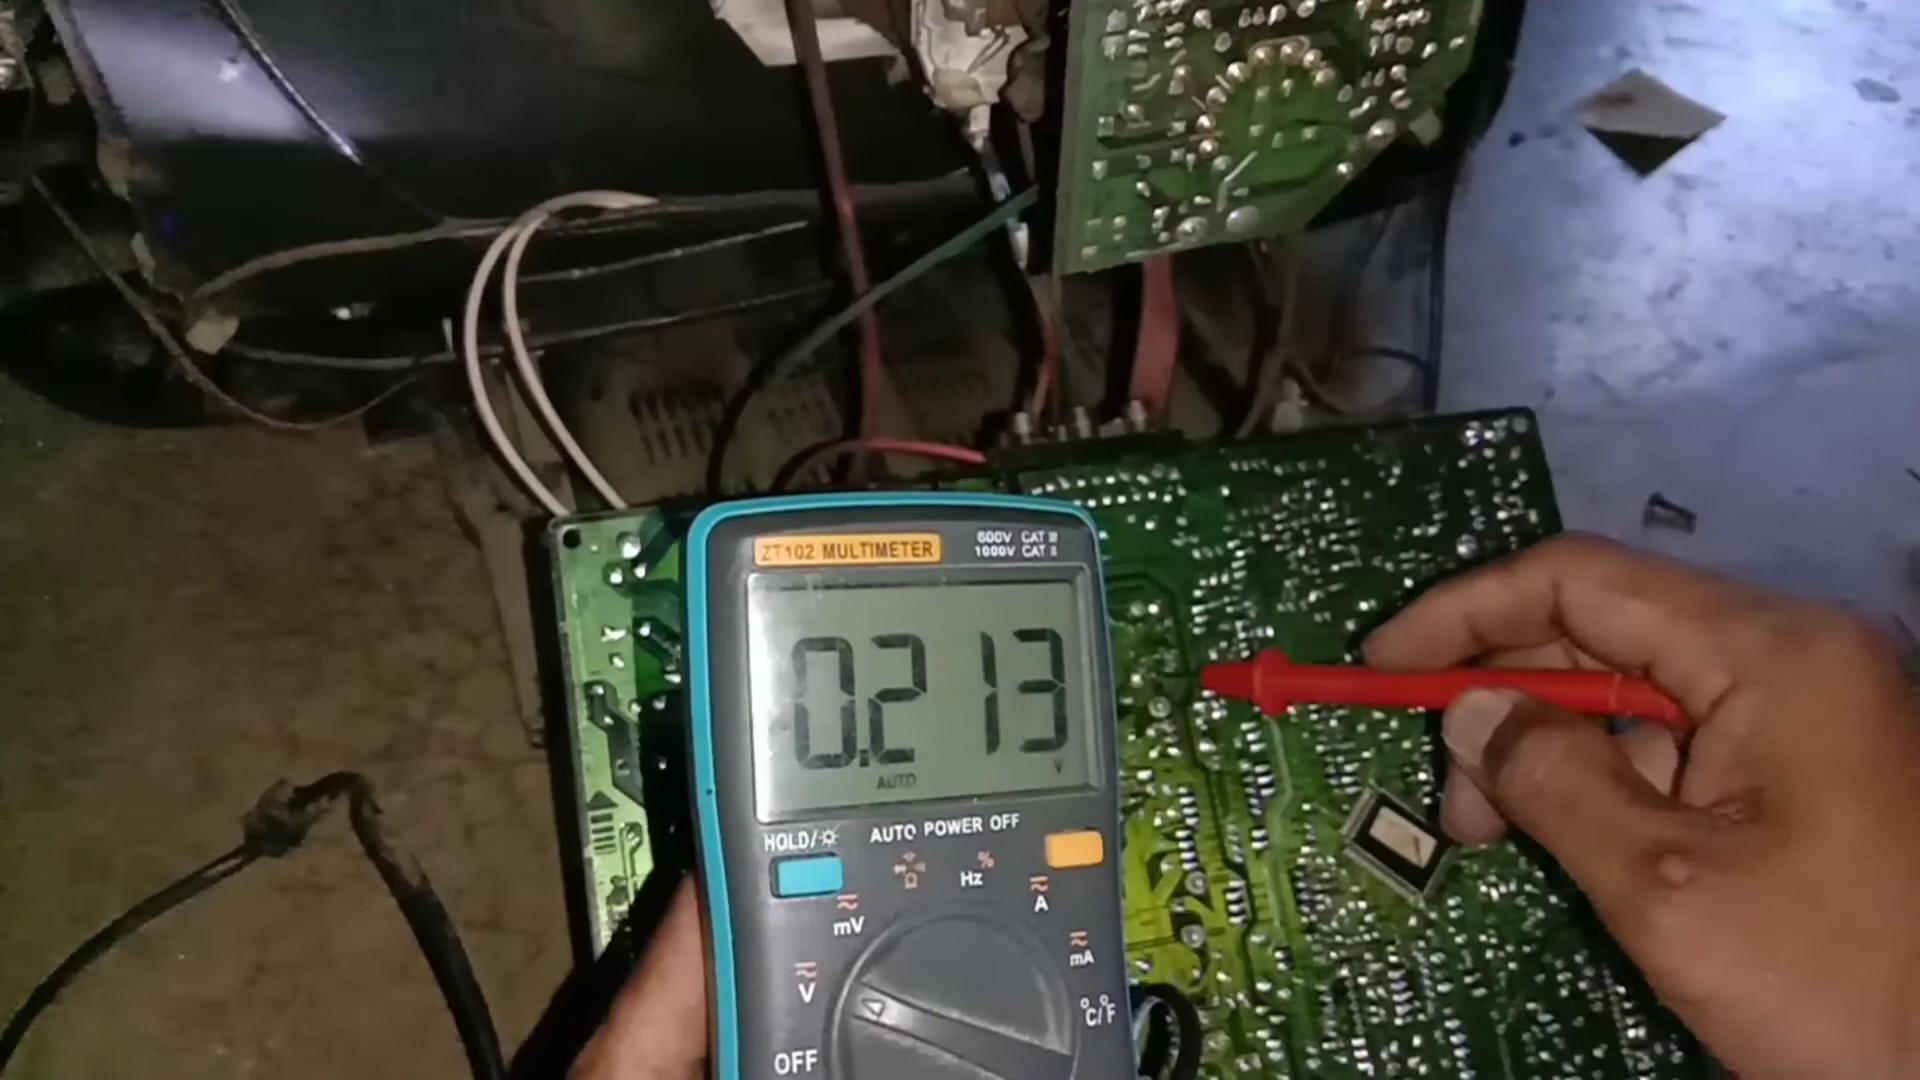 ZT102 MULTIMETER
600V CAT III
1000V CAT II
0.213
AUTO
V
HOLD/
AUTO POWER OFF
Ω
Hz
%
A
mV
mA
V
°C/°F
OFF